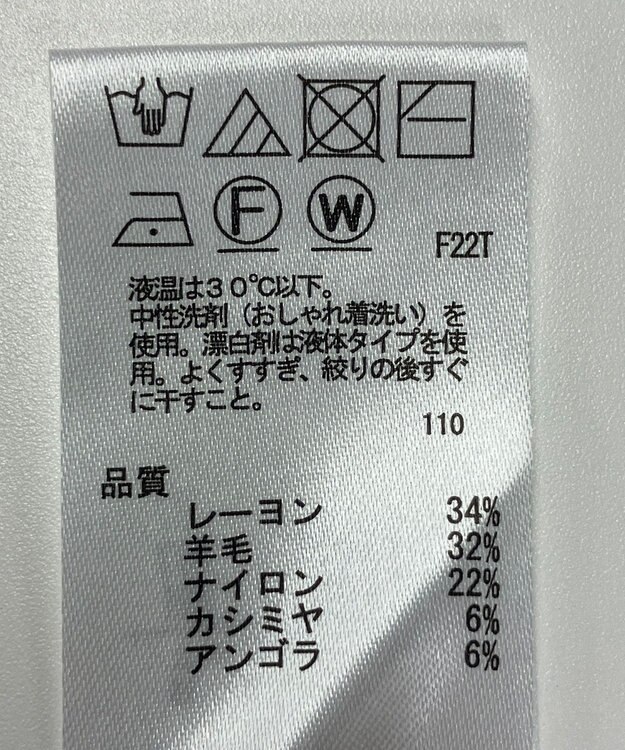 F W F22T
液温は30℃以下。
中性洗剤（おしゃれ着洗い）を
使用。漂白剤は液体タイプを使
用。よくすすぎ、絞りの後すぐ
に干すこと。
110
品質
レーヨン 34%
羊毛 32%
ナイロン 22%
カシミヤ 6%
アンゴラ 6%